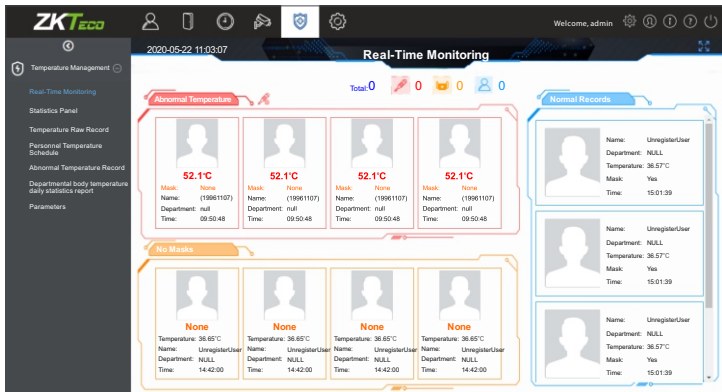 ZKTeco
Welcome, admin
Temperature Management
Real-Time Monitoring
Statistics Panel
Temperature Raw Record
Personnal Temperature
Schedule
Abnormal Temperature Record
Departmental body temperature
daily statistics report
Parameters
2020-05-22 11:03:07
Real-Time Monitoring
Total:0 0 0 0
Abnormal Temperature
52.1°C 52.1°C 52.1°C 52.1°C
Mask: None Mask: None Mask: None Mask: None
Name: (19961107) Name: (19961107) Name: (19961107) Name: (19961107)
Department: null Department: null Department: null Department: null
Time: 09:50:48 Time: 09:50:48 Time: 09:50:48 Time: 09:50:48
No Masks
None None None None
Temperature: 36.65°C Temperature: 36.65°C Temperature: 36.65°C Temperature: 36.65°C
Name: UnregisterUser Name: UnregisterUser Name: UnregisterUser Name: UnregisterUser
Department: NULL Department: NULL Department: NULL Department: NULL
Time: 14:42:00 Time: 14:42:00 Time: 14:42:00 Time: 14:42:00
Normal Records
Name: UnregisterUser
Department: NULL
Temperature: 36.57°C
Mask: Yes
Time: 15:01:39
Name: UnregisterUser
Department: NULL
Temperature: 36.57°C
Mask: Yes
Time: 15:01:39
Name: UnregisterUser
Department: NULL
Temperature: 36.57°C
Mask: Yes
Time: 15:01:39